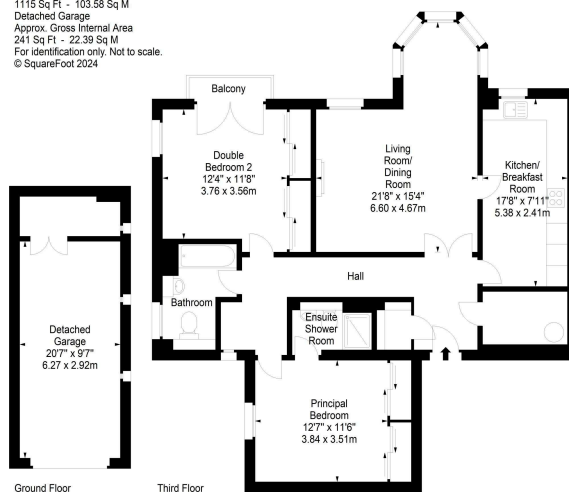 1115 Sq Ft - 103.58 Sq M
Detached Garage
Approx. Gross Internal Area
241 Sq Ft - 22.39 Sq M
For identification only. Not to scale.
© SquareFoot 2024
Balcony
Double
Bedroom 2
12'4" x 11'8"
3.76 x 3.56m
Living
Room/
Dining
Room
21'8" x 15'4"
6.60 x 4.67m
Kitchen/
Breakfast
Room
17'8" x 7'11"
5.38 x 2.41m
Hall
Bathroom
Ensuite
Shower
Room
Detached
Garage
20'7" x 9'7"
6.27 x 2.92m
Principal
Bedroom
12'7" x 11'6"
3.84 x 3.51m
Ground Floor
Third Floor